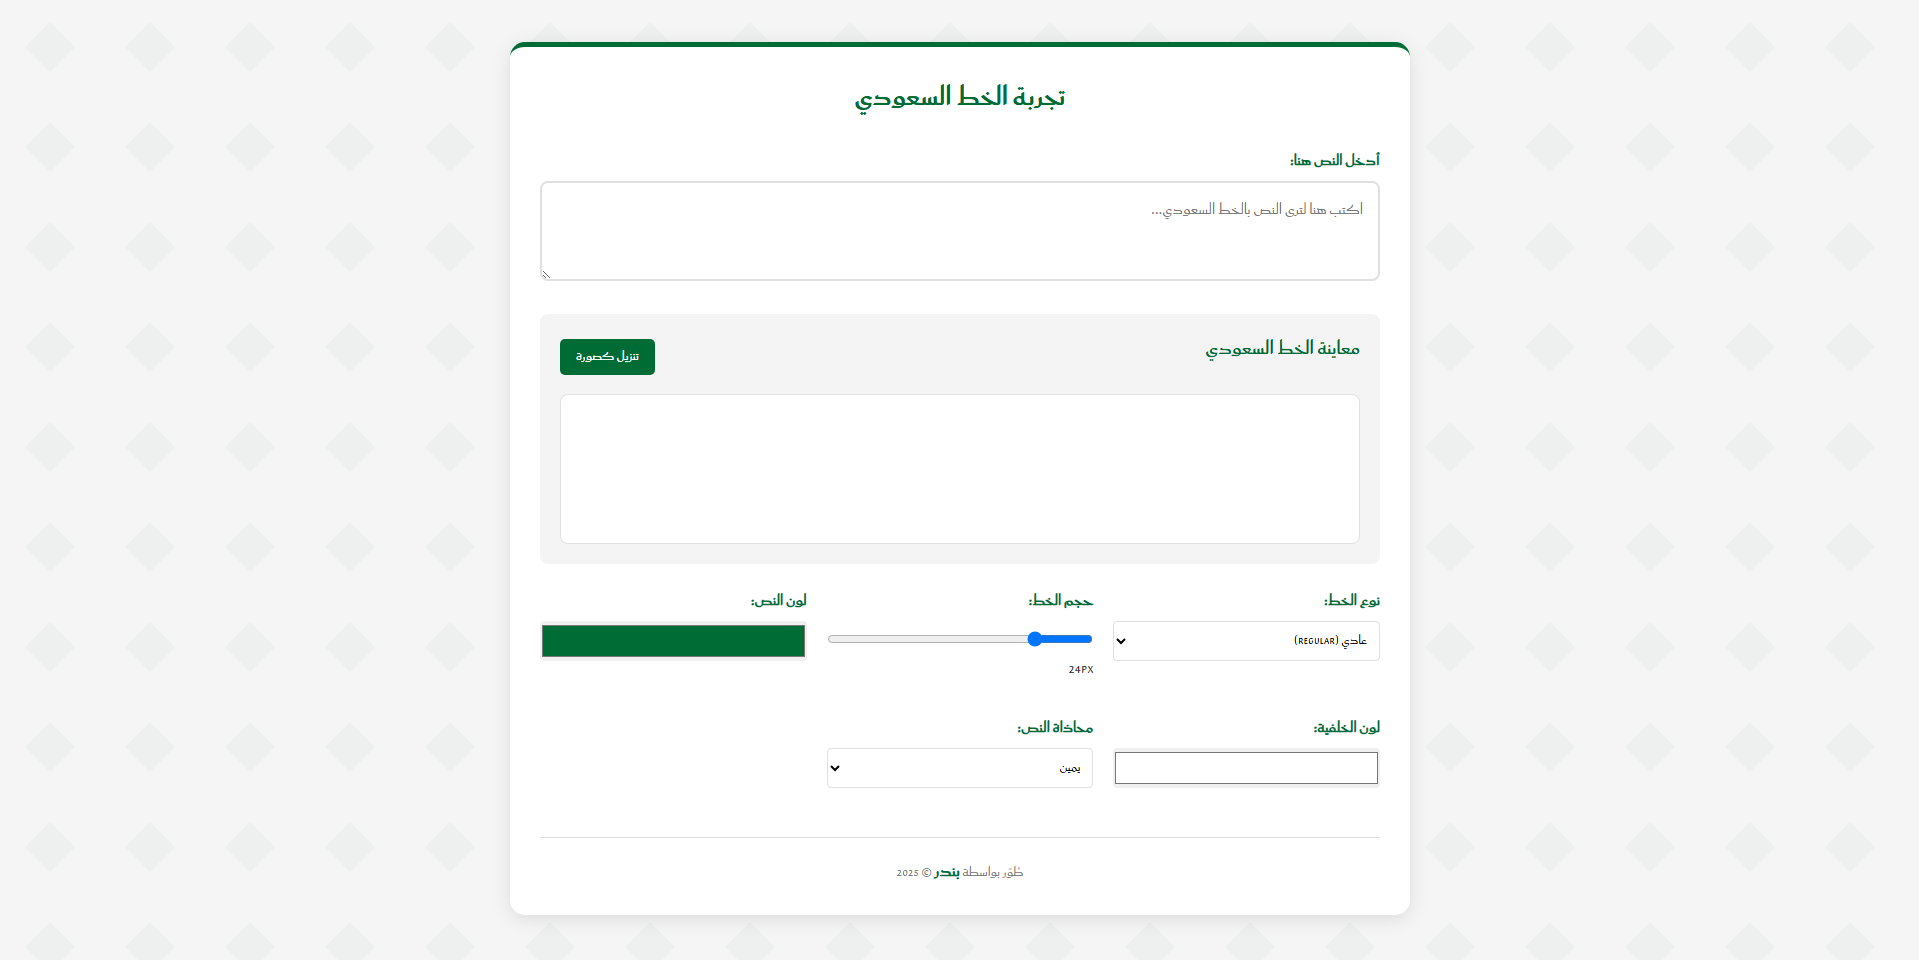 تجربة الخط السعودي
أدخل النص هنا:
اكتب هنا لترى النص بالخط السعودي...
معاينة الخط السعودي
تنزيل كصورة
نوع الخط:
عادي (REGULAR)
حجم الخط:
24PX
لون النص:
لون الخلفية:
محاذاة النص:
يمين
طُوّر بواسطة بندر © 2025